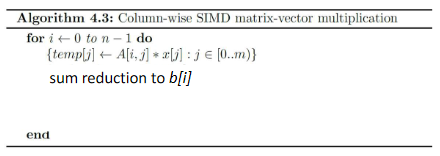 Algorithm 4.3: Column-wise SIMD matrix-vector multiplication
for i ← 0 to n − 1 do
{temp[j] ← A[i, j] * x[j] : j ∈ [0..m)}
sum reduction to b[i]
end